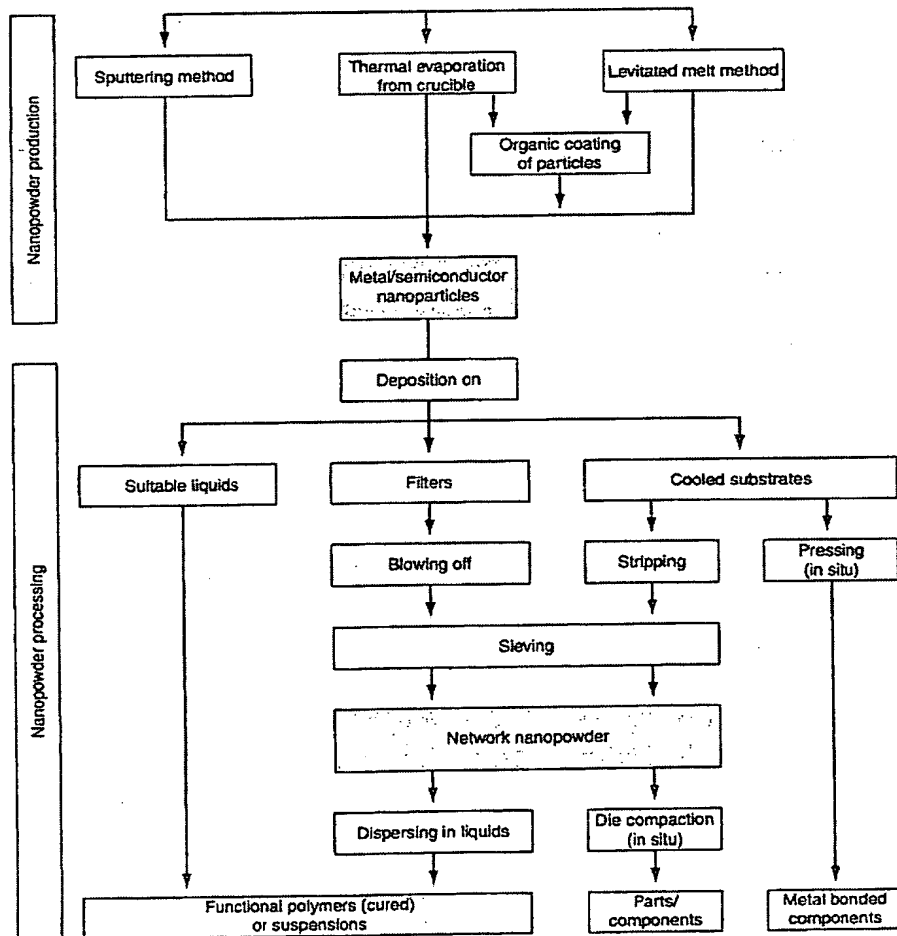 Nanopowder production
Sputtering method
Thermal evaporation
from crucible
Levitated melt method
Organic coating
of particles
Metal/semiconductor
nanoparticles
Nanopowder processing
Deposition on
Suitable liquids
Filters
Cooled substrates
Blowing off
Stripping
Pressing
(in situ)
Sieving
Network nanopowder
Dispersing in liquids
Die compaction
(in situ)
Functional polymers (cured)
or suspensions
Parts/
components
Metal bonded
components